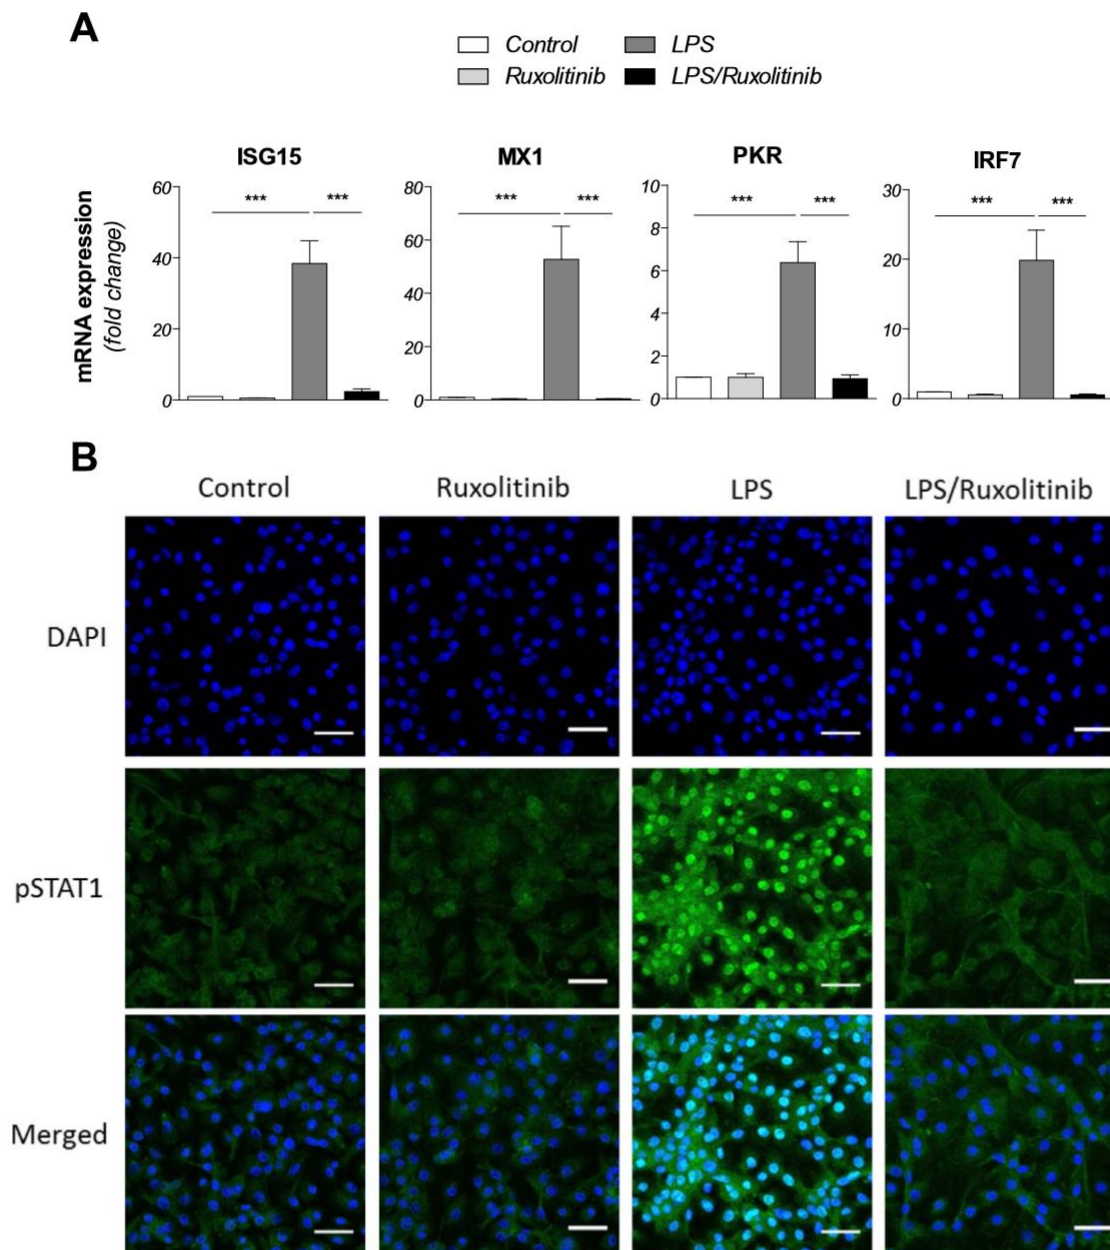 A
Control LPS
Ruxolitinib LPS/Ruxolitinib
ISG15 MX1 PKR IRF7
mRNA expression
(fold change)
60
40
20
0
*** ***
80
60
40
20
0
*** ***
10
8
6
4
2
0
*** ***
30
20
10
0
*** ***
B
Control Ruxolitinib LPS LPS/Ruxolitinib
DAPI
pSTAT1
Merged